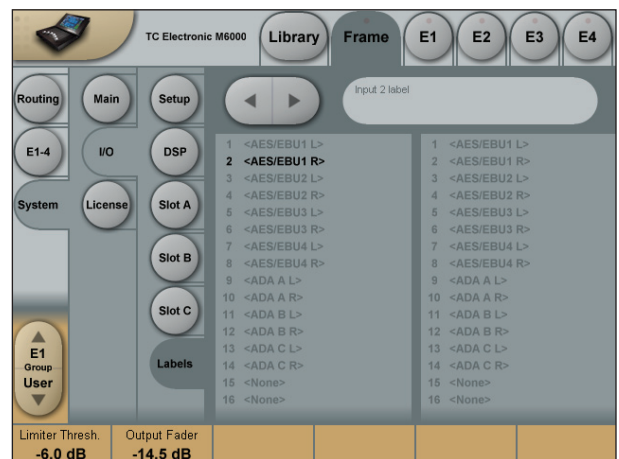 TC Electronic M6000
Library
Frame
E1
E2
E3
E4
Routing
Main
Setup
Input 2 label
E1-4
I/O
DSP
System
License
Slot A
Slot B
Slot C
Labels
1 <AES/EBU1 L>
2 <AES/EBU1 R>
3 <AES/EBU2 L>
4 <AES/EBU2 R>
5 <AES/EBU3 L>
6 <AES/EBU3 R>
7 <AES/EBU4 L>
8 <AES/EBU4 R>
9 <ADA A L>
10 <ADA A R>
11 <ADA B L>
12 <ADA B R>
13 <ADA C L>
14 <ADA C R>
15 <None>
16 <None>
1 <AES/EBU1 L>
2 <AES/EBU1 R>
3 <AES/EBU2 L>
4 <AES/EBU2 R>
5 <AES/EBU3 L>
6 <AES/EBU3 R>
7 <AES/EBU4 L>
8 <AES/EBU4 R>
9 <ADA A L>
10 <ADA A R>
11 <ADA B L>
12 <ADA B R>
13 <ADA C L>
14 <ADA C R>
15 <None>
16 <None>
E1
Group
User
Limiter Thresh.
-6.0 dB
Output Fader
-14.5 dB